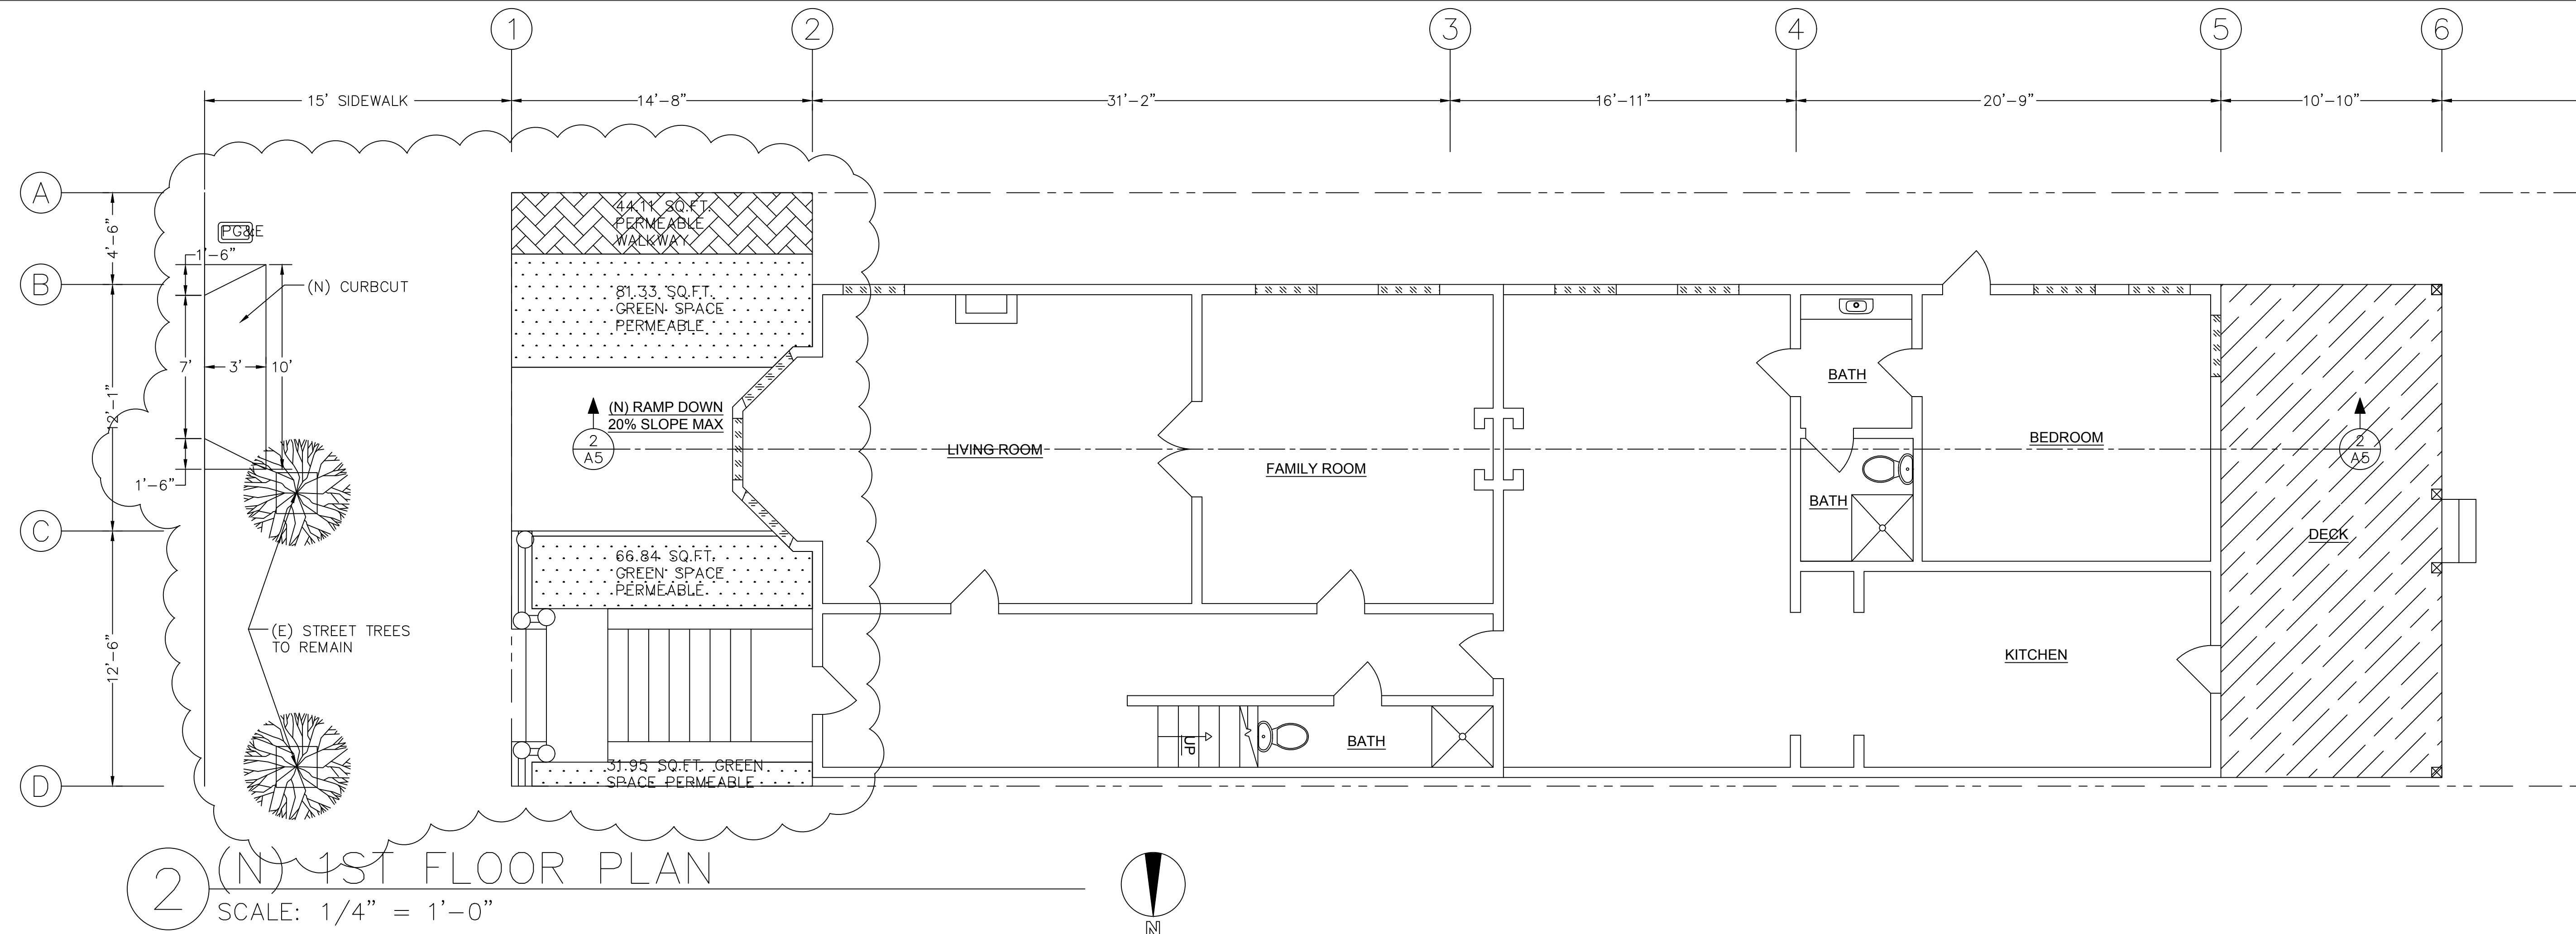 1
2
3
4
5
6
15' SIDEWALK
14'-8"
31'-2"
16'-11"
20'-9"
10'-10"
A
B
C
D
4'-6"
12'-1"
12'-6"
PG&E
1'-6"
(N) CURBCUT
7'
3'
10'
1'-6"
(E) STREET TREES
TO REMAIN
44.11 SQ.FT.
PERMEABLE
WALKWAY
81.33 SQ.FT.
GREEN SPACE
PERMEABLE
(N) RAMP DOWN
20% SLOPE MAX
2
A5
66.84 SQ.FT.
GREEN SPACE
PERMEABLE
31.95 SQ.FT. GREEN
SPACE PERMEABLE
LIVING ROOM
FAMILY ROOM
UP
BATH
BATH
BATH
BEDROOM
KITCHEN
DECK
2
A5
2
(N) 1ST FLOOR PLAN
SCALE: 1/4" = 1'-0"
N